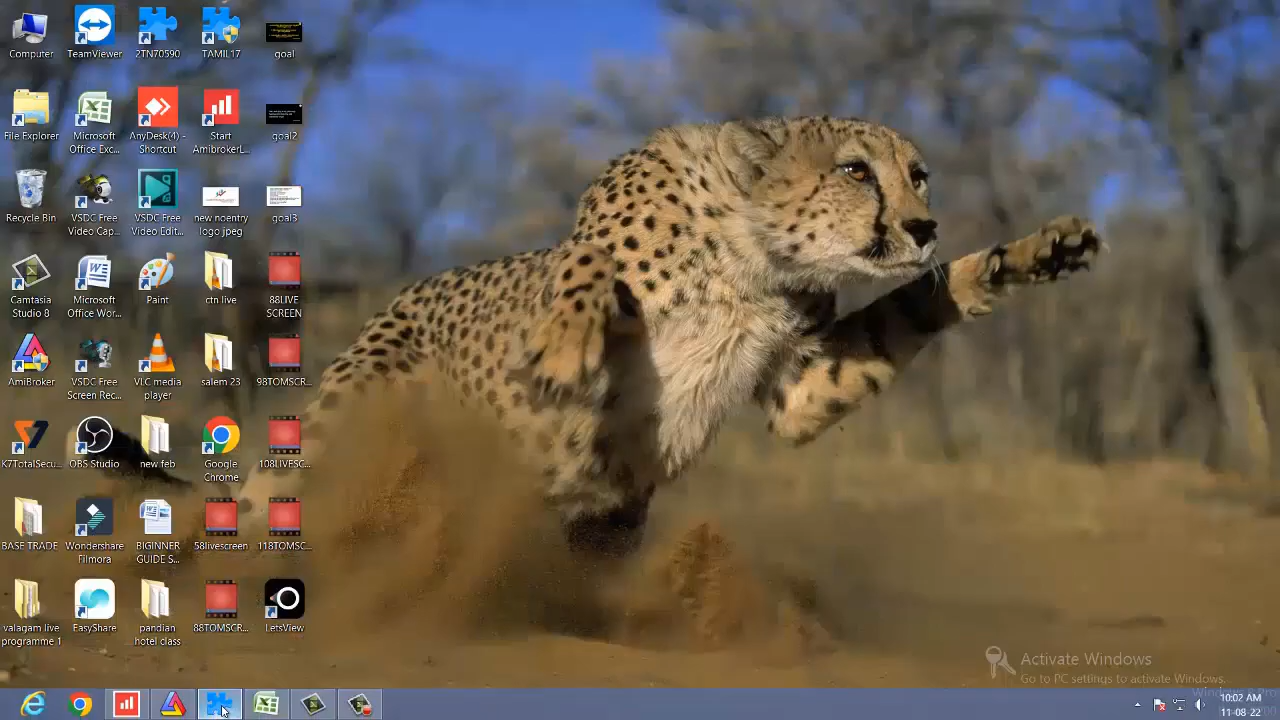 Computer
TeamViewer
2TN70590
TAMIL17
goal
File Explorer
Microsoft
Office Exc...
AnyDesk(4) -
Shortcut
Start
AmibrokerL...
goal2
Recycle Bin
VSDC Free
Video Cap...
VSDC Free
Video Edit...
new noentry
logo jpeg
goal3
Camtasia
Studio 8
Microsoft
Office Wor...
Paint
ctn live
88LIVE
SCREEN
AmiBroker
VSDC Free
Screen Rec...
VLC media
player
salem 23
98TOMSCR...
K7TotalSecu...
OBS Studio
new feb
Google
Chrome
108LIVESC...
BASE TRADE
Wondershare
Filmora
BIGINNER
GUIDE S...
58livescreen
118TOMSC...
valagam live
programme 1
EasyShare
pandian
hotel class
88TOMSCR...
LetsView
Activate Windows
Go to PC settings to activate Windows.
10:02 AM
11-08-22